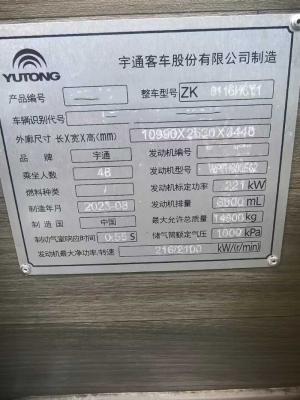 YUTONG
宇通客车股份有限公司制造
产品编号 整车型号 ZK
车辆识别代号
外廓尺寸 长X宽X高(mm)
品牌 宇通 发动机编号
乘坐人数 48 发动机型号
燃料种类 / 发动机标定功率 221 kW
制造年月 发动机排量 mL
制造国 中国 最大允许总质量 kg
制动气室响应时间 0.55 S 储气筒额定气压 1000 kPa
发动机最大净功率/转速 216/2100 kW/(r/min)